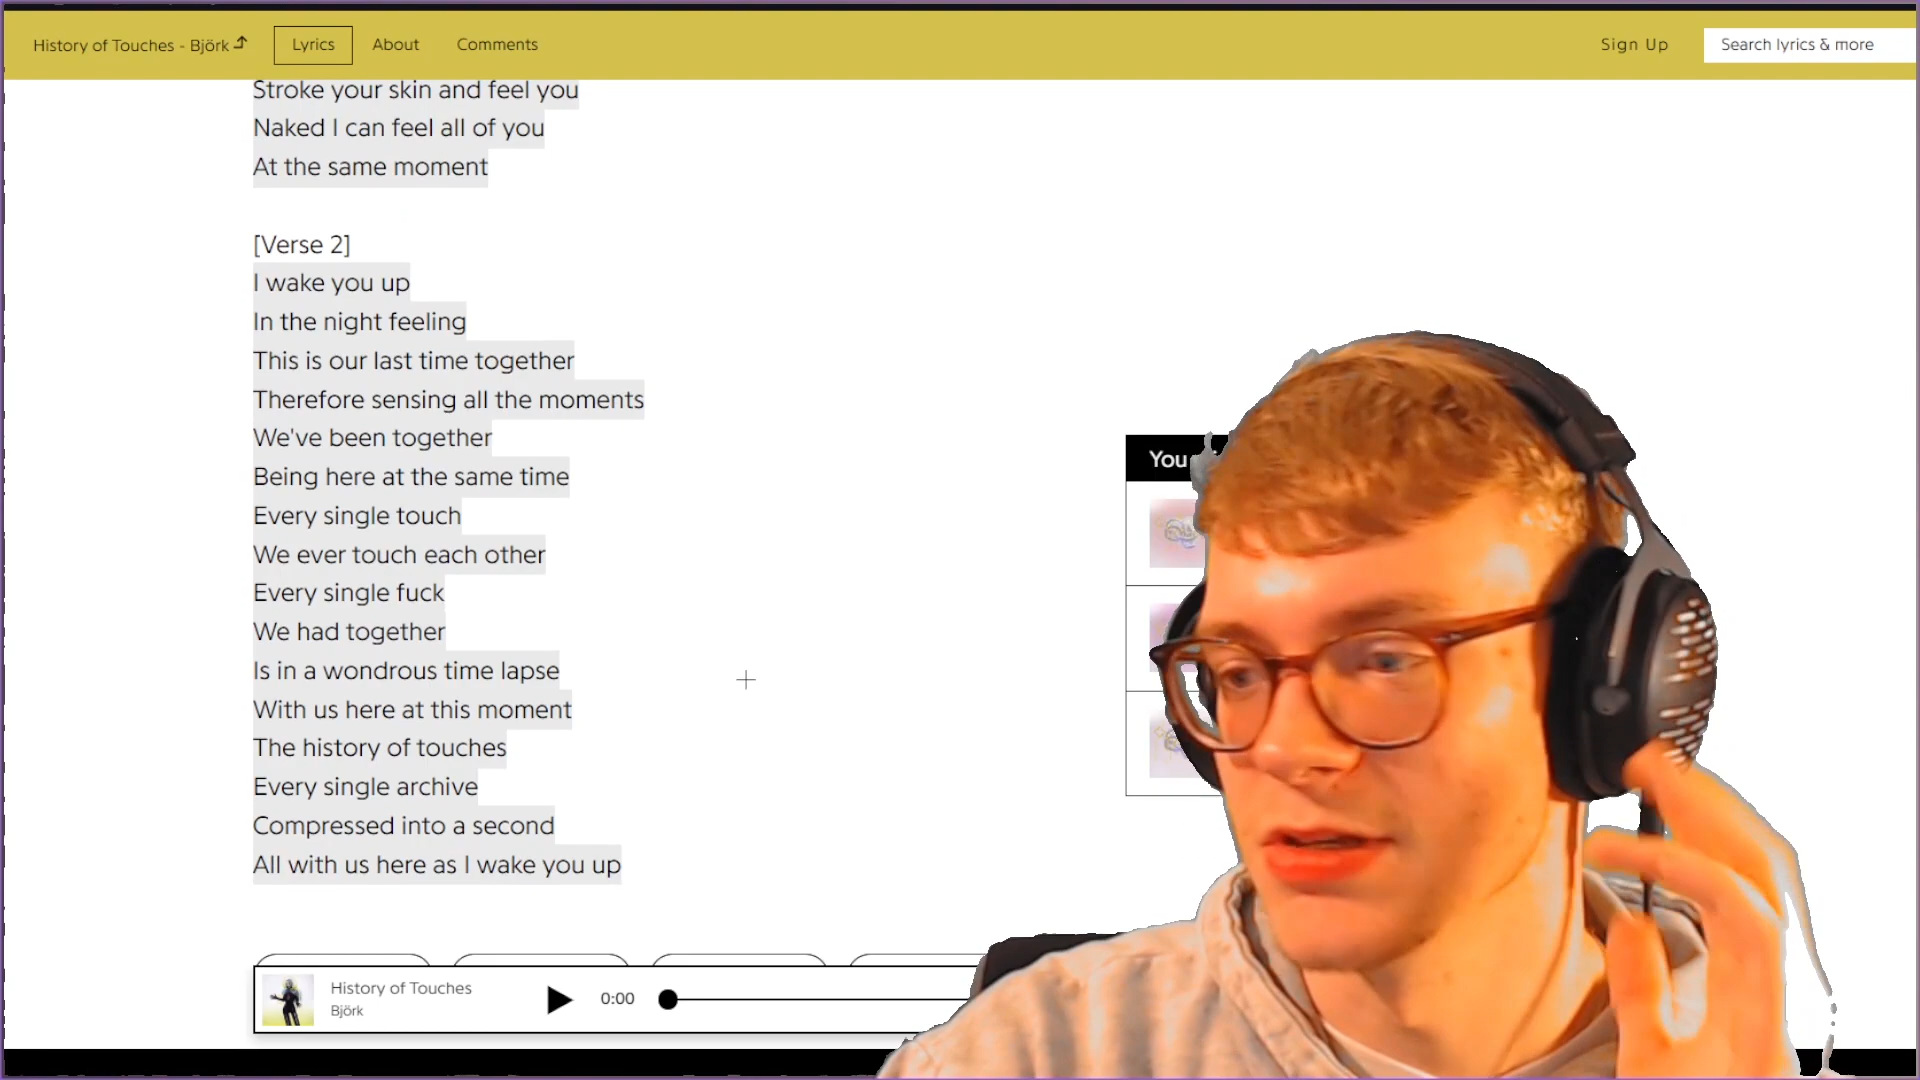 History of Touches - Björk
Lyrics
About
Comments
Sign Up
Search lyrics & more
Stroke your skin and feel you
Naked I can feel all of you
At the same moment
[Verse 2]
I wake you up
In the night feeling
This is our last time together
Therefore sensing all the moments
We've been together
Being here at the same time
Every single touch
We ever touch each other
Every single fuck
We had together
Is in a wondrous time lapse
With us here at this moment
The history of touches
Every single archive
Compressed into a second
All with us here as I wake you up
You
History of Touches
Björk
0:00